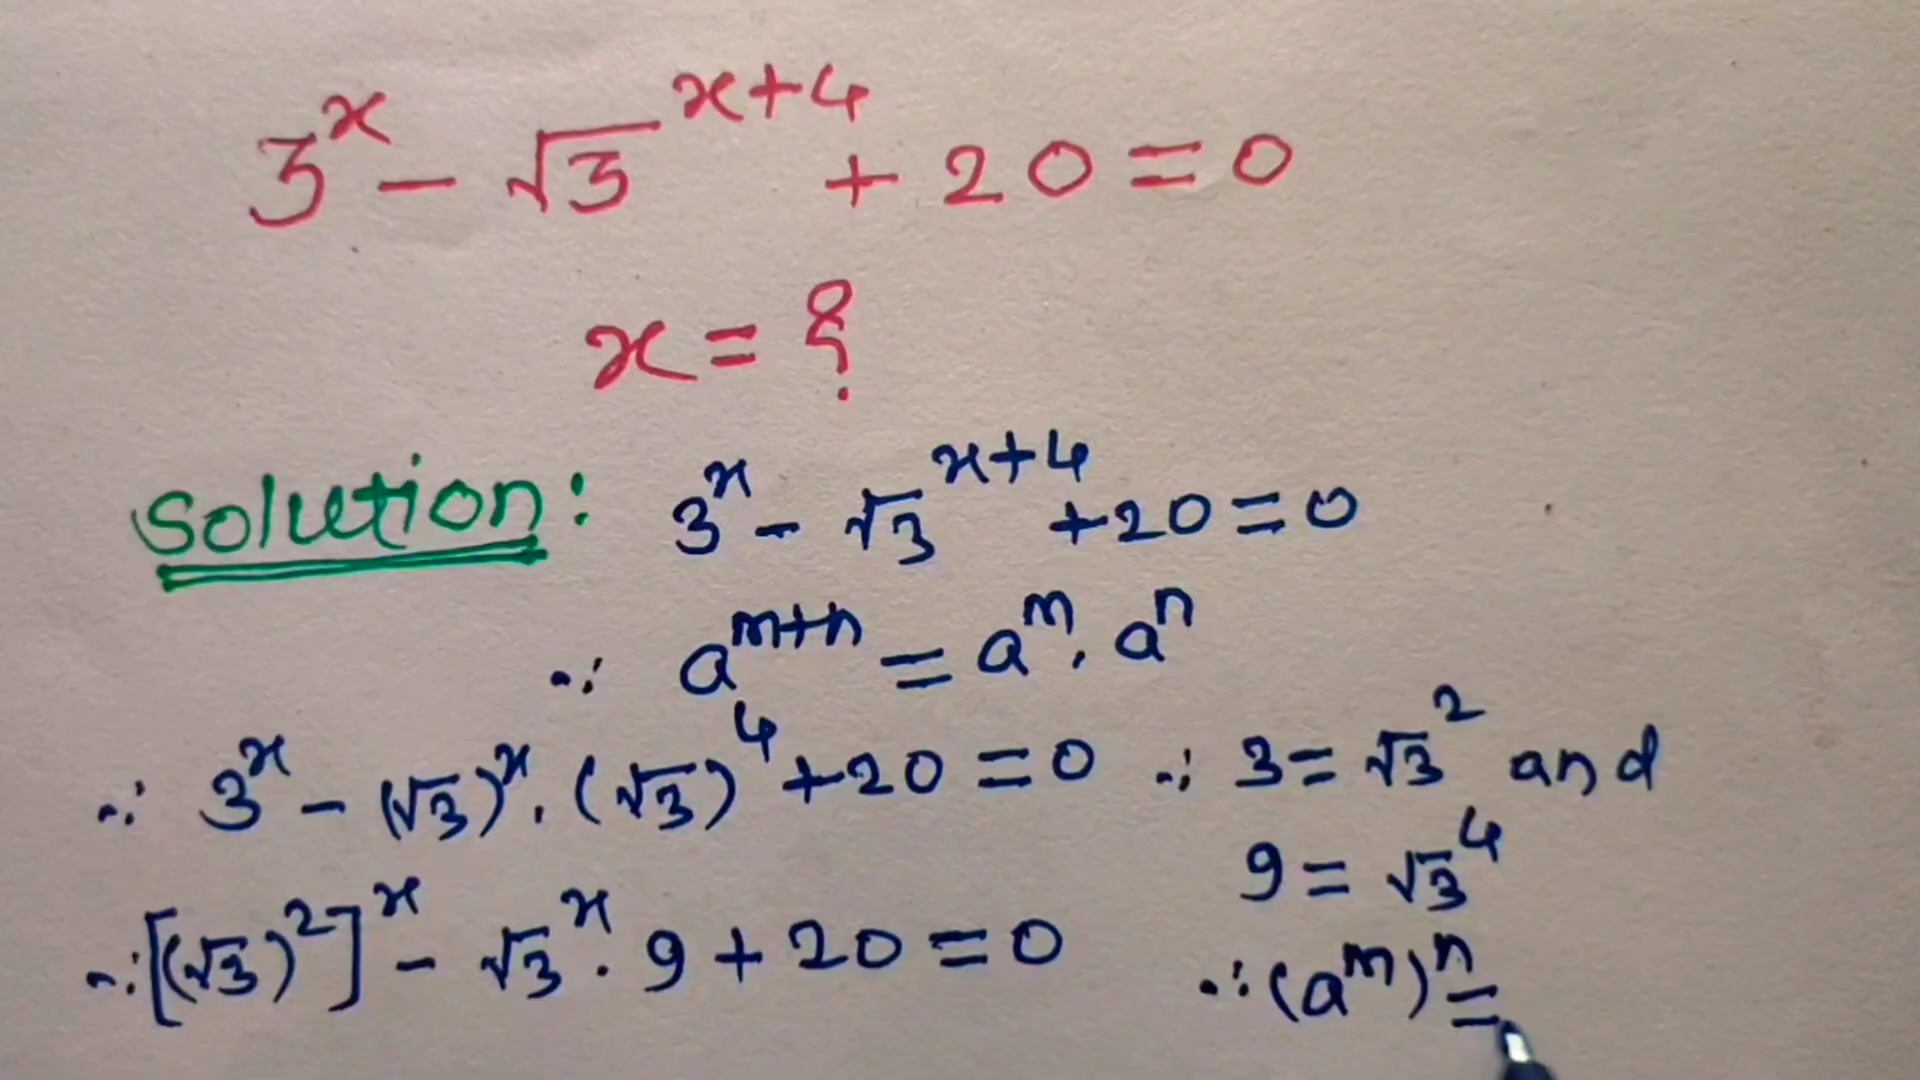 3^x - √3^(x+4) + 20 = 0
x = ?
Solution: 3^x - √3^(x+4) + 20 = 0
∵ a^(m+n) = a^m . a^n
∴ 3^x - (√3)^x . (√3)^4 + 20 = 0 ∵ 3 = √3^2 and
9 = √3^4
∴ [(√3)^2]^x - √3^x . 9 + 20 = 0
∵ (a^m)^n =